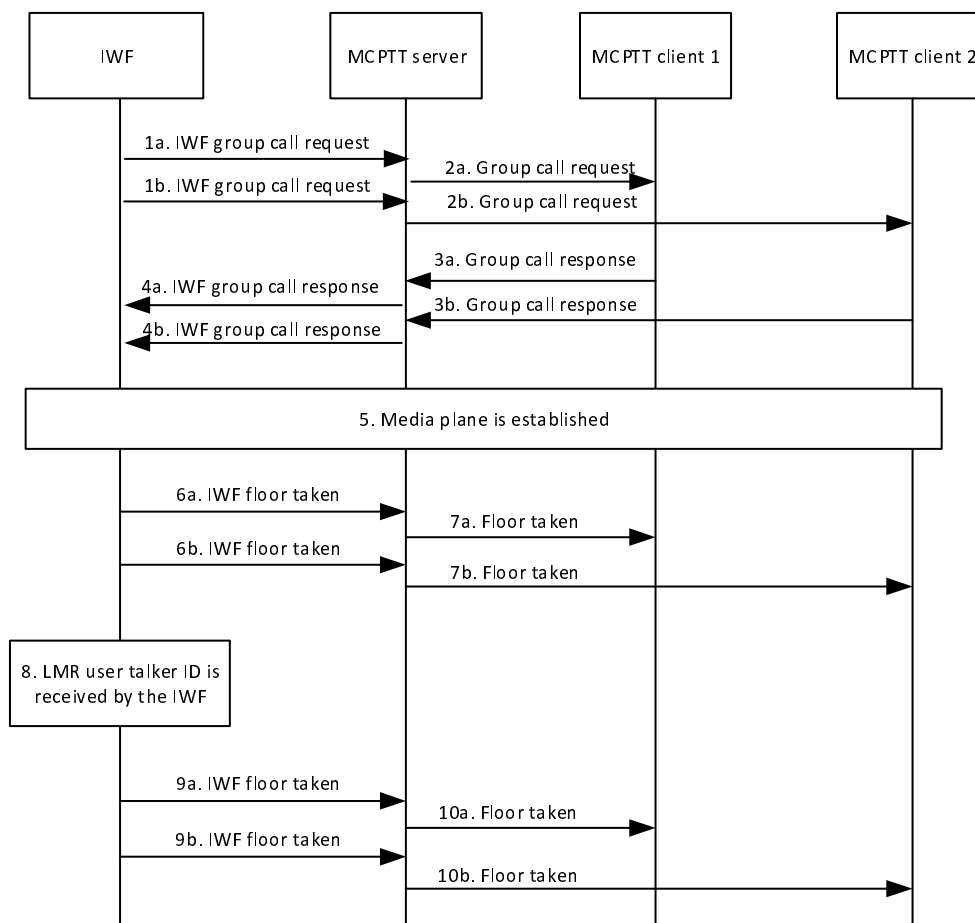 IWF
MCPTT server
MCPTT client 1
MCPTT client 2
1a. IWF group call request
2a. Group call request
1b. IWF group call request
2b. Group call request
3a. Group call response
4a. IWF group call response
3b. Group call response
4b. IWF group call response
5. Media plane is established
6a. IWF floor taken
7a. Floor taken
6b. IWF floor taken
7b. Floor taken
8. LMR user talker ID is
received by the IWF
9a. IWF floor taken
10a. Floor taken
9b. IWF floor taken
10b. Floor taken